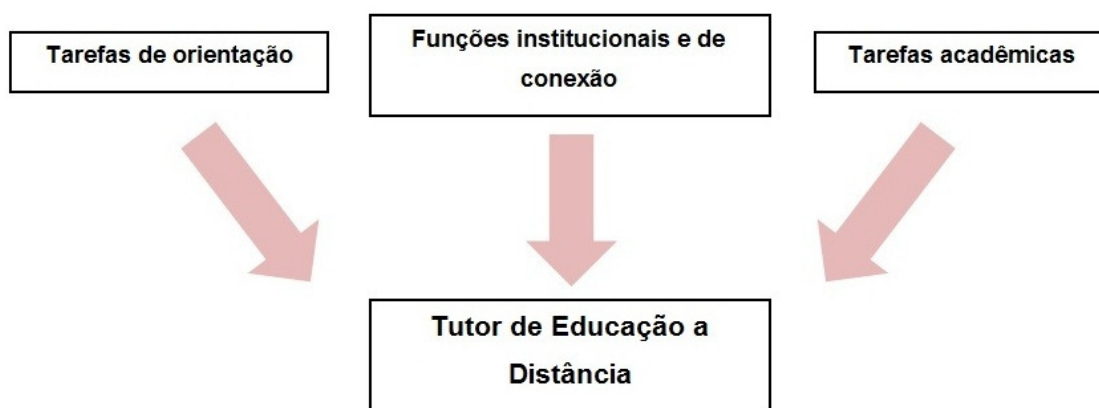 Tarefas de orientação
Funções institucionais e de
conexão
Tarefas acadêmicas
Tutor de Educação a
Distância